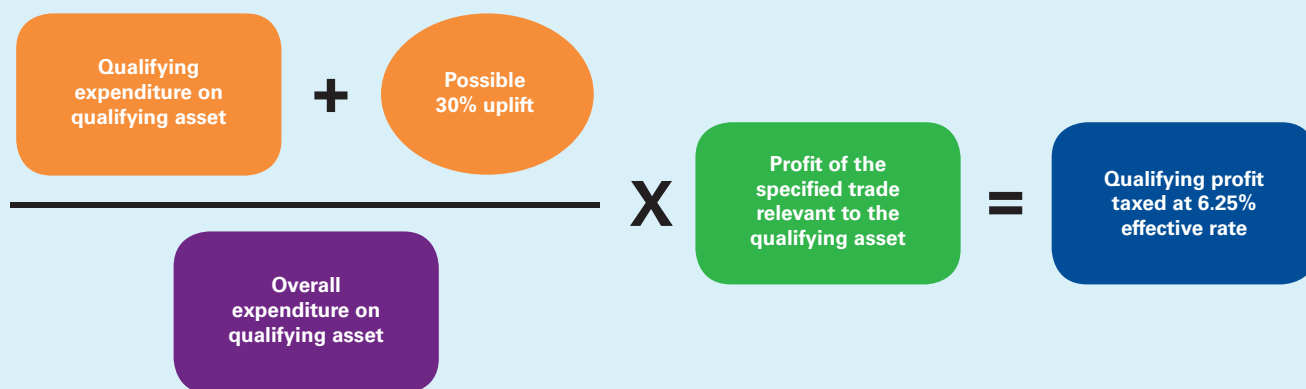 Qualifying
expenditure on
qualifying asset
+
Possible
30% uplift
Overall
expenditure on
qualifying asset
X
Profit of the
specified trade
relevant to the
qualifying asset
=
Qualifying profit
taxed at 6.25%
effective rate